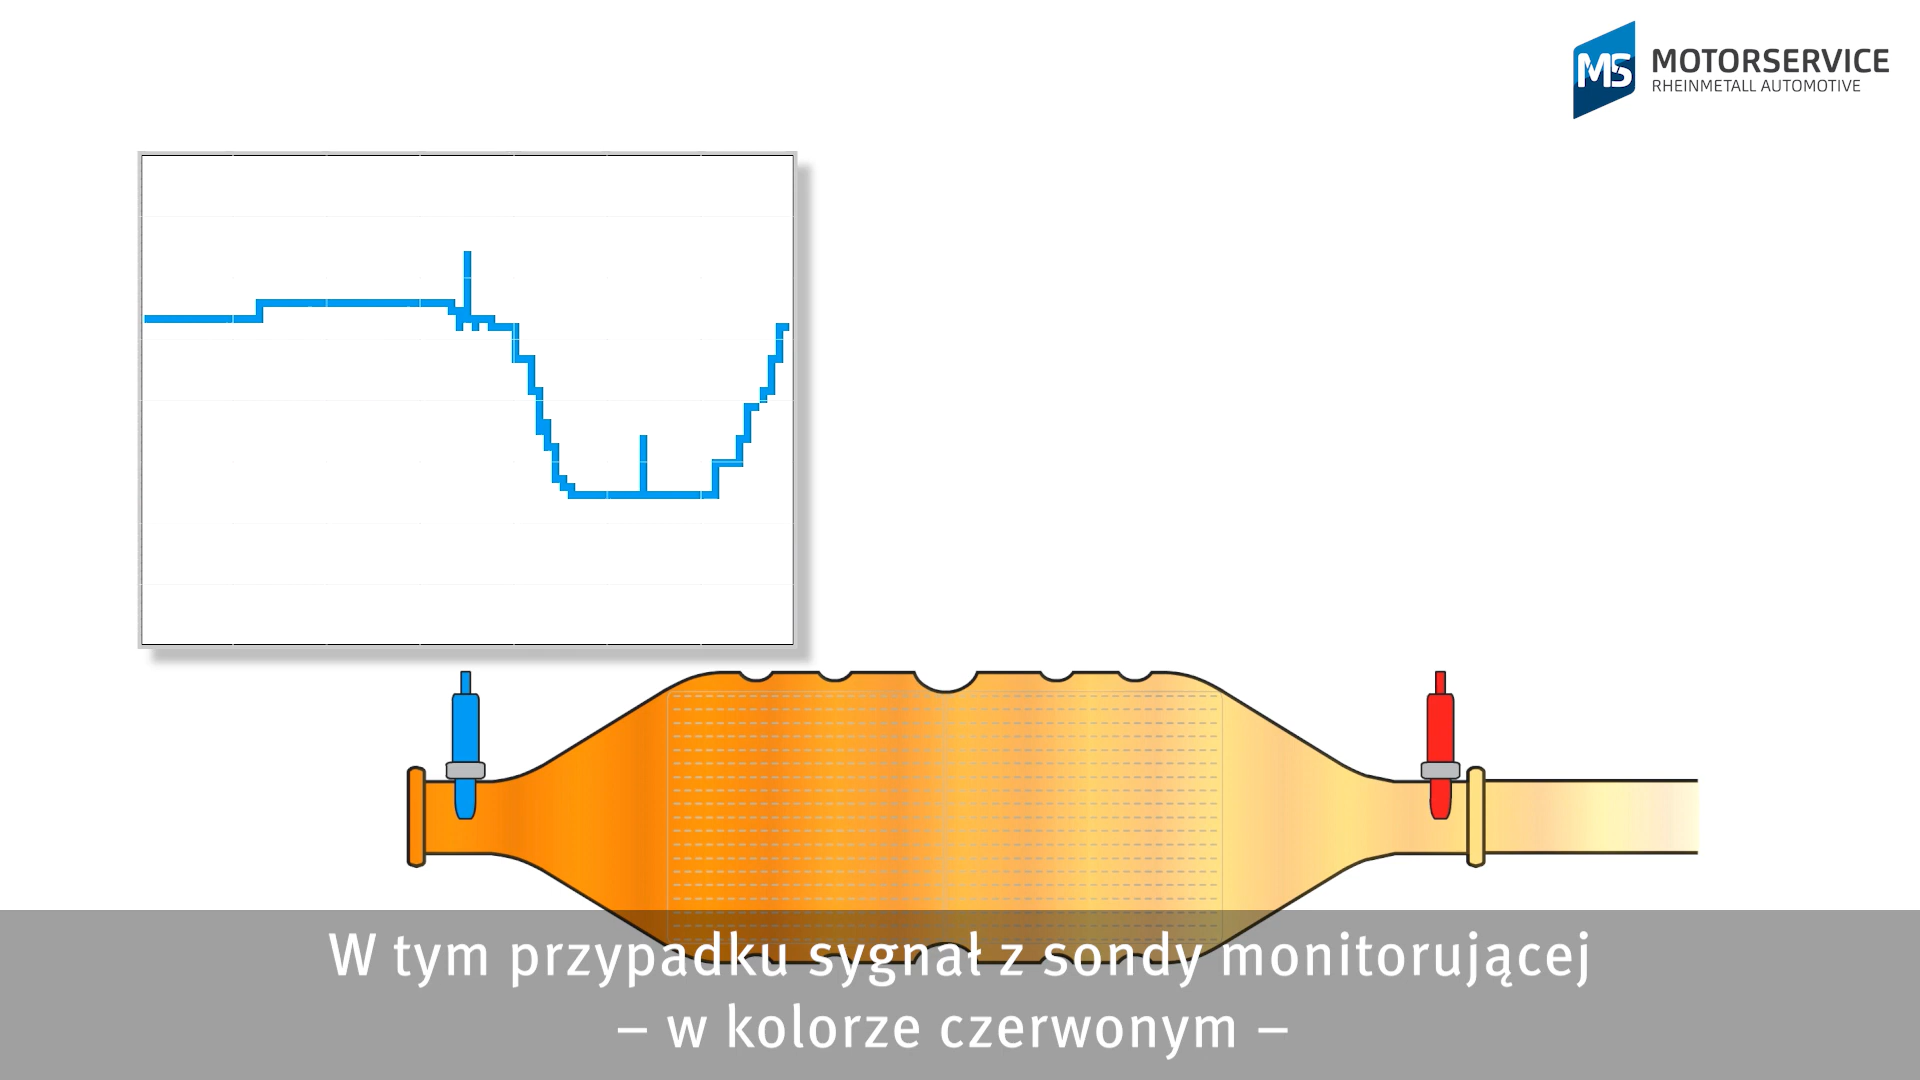 MS
MOTORSERVICE
RHEINMETALL AUTOMOTIVE
W tym przypadku sygnał z sondy monitorującej
– w kolorze czerwonym –